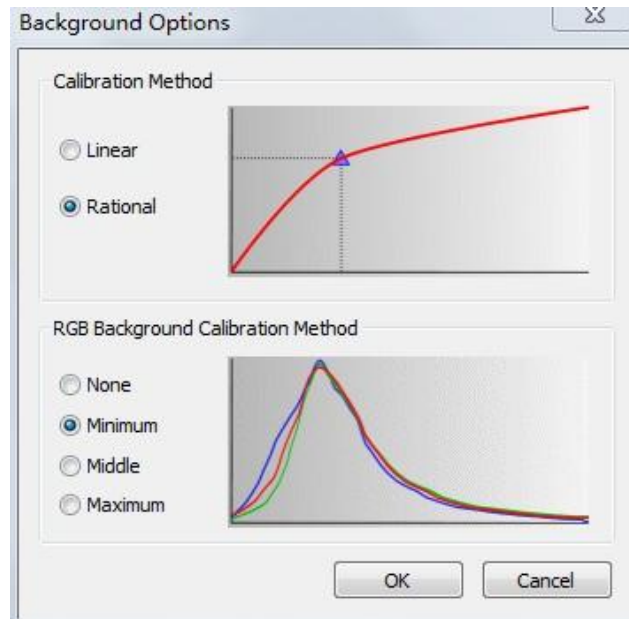 Background Options
Calibration Method
Linear
Rational
RGB Background Calibration Method
None
Minimum
Middle
Maximum
OK
Cancel